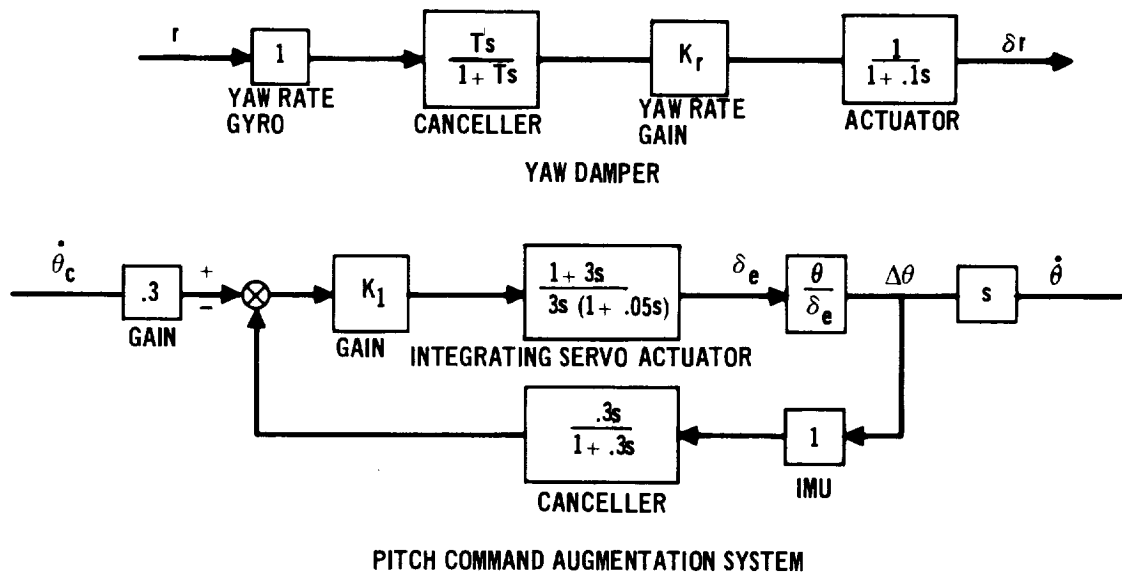 r
1
YAW RATE
GYRO
Ts
1 + Ts
CANCELLER
K_r
YAW RATE
GAIN
1
1 + .1s
ACTUATOR
δr
YAW DAMPER
θ̇_c
.3
GAIN
+
−
K_1
GAIN
1 + 3s
3s (1 + .05s)
INTEGRATING SERVO ACTUATOR
δ_e
θ
δ_e
Δθ
s
θ̇
.3s
1 + .3s
CANCELLER
1
IMU
PITCH COMMAND AUGMENTATION SYSTEM